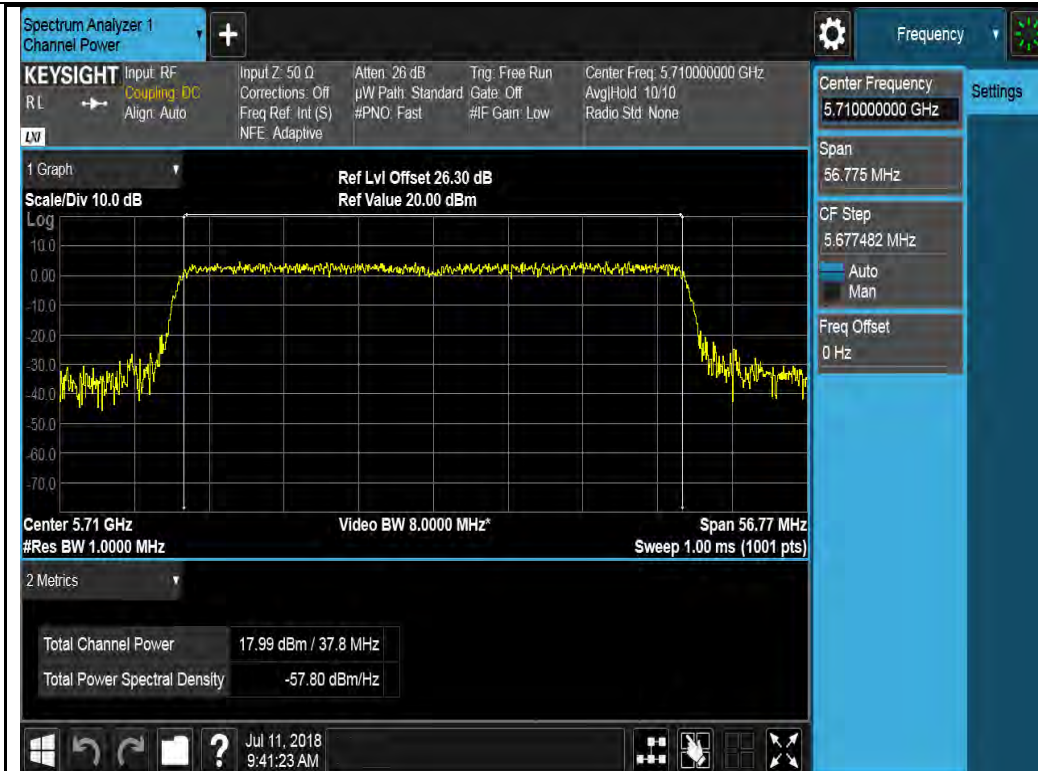 Spectrum Analyzer 1
Channel Power
+
Frequency
KEYSIGHT
R L
LXI
Input: RF
Coupling: DC
Align: Auto
Input Z: 50 Ω
Corrections: Off
Freq Ref: Int (S)
NFE: Adaptive
Atten: 26 dB
µW Path: Standard
#PNO: Fast
Trig: Free Run
Gate: Off
#IF Gain: Low
Center Freq: 5.710000000 GHz
Avg|Hold: 10/10
Radio Std: None
Center Frequency
5.710000000 GHz
Settings
Span
56.775 MHz
CF Step
5.677482 MHz
Auto
Man
Freq Offset
0 Hz
1 Graph
Scale/Div 10.0 dB
Ref Lvl Offset 26.30 dB
Ref Value 20.00 dBm
Log
10.0
0.00
-10.0
-20.0
-30.0
-40.0
-50.0
-60.0
-70.0
Center 5.71 GHz
#Res BW 1.0000 MHz
Video BW 8.0000 MHz*
Span 56.77 MHz
Sweep 1.00 ms (1001 pts)
2 Metrics
Total Channel Power 17.99 dBm / 37.8 MHz
Total Power Spectral Density -57.80 dBm/Hz
?
Jul 11, 2018
9:41:23 AM